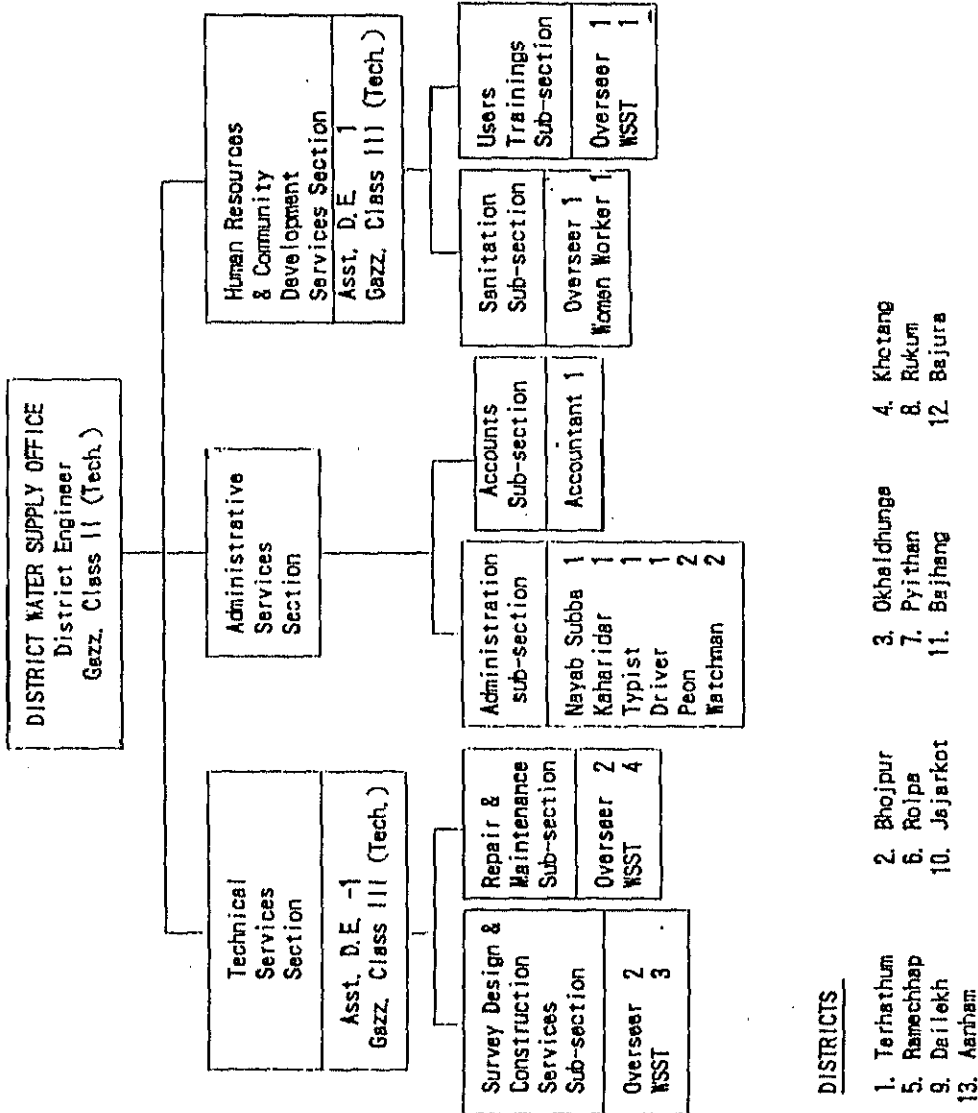 DISTRICT WATER SUPPLY OFFICE
District Engineer
Gazz. Class II (Tech.)
Technical
Services
Section
Asst. D.E. -1
Gazz. Class III (Tech.)
Survey Design &
Construction
Services
Sub-section
Overseer 2
WSST 3
Repair &
Maintenance
Sub-section
Overseer 2
WSST 4
Administrative
Services
Section
Administration
sub-section
Nayab Subba 1
Kaharidar 1
Typist 1
Driver 1
Peon 2
Watchman 2
Accounts
Sub-section
Accountant 1
Human Resources
& Community
Development
Services Section
Asst. D.E. 1
Gazz. Class III (Tech.)
Sanitation
Sub-section
Overseer 1
Women Worker 1
Users
Trainings
Sub-section
Overseer 1
WSST 1
DISTRICTS
1. Terhathum 2. Bhojpur 3. Okhaldhunga 4. Khotang
5. Ramechhap 6. Rolpa 7. Pyithan 8. Rukum
9. Dailekh 10. Jajarkot 11. Bajhang 12. Bajura
13. Aanham